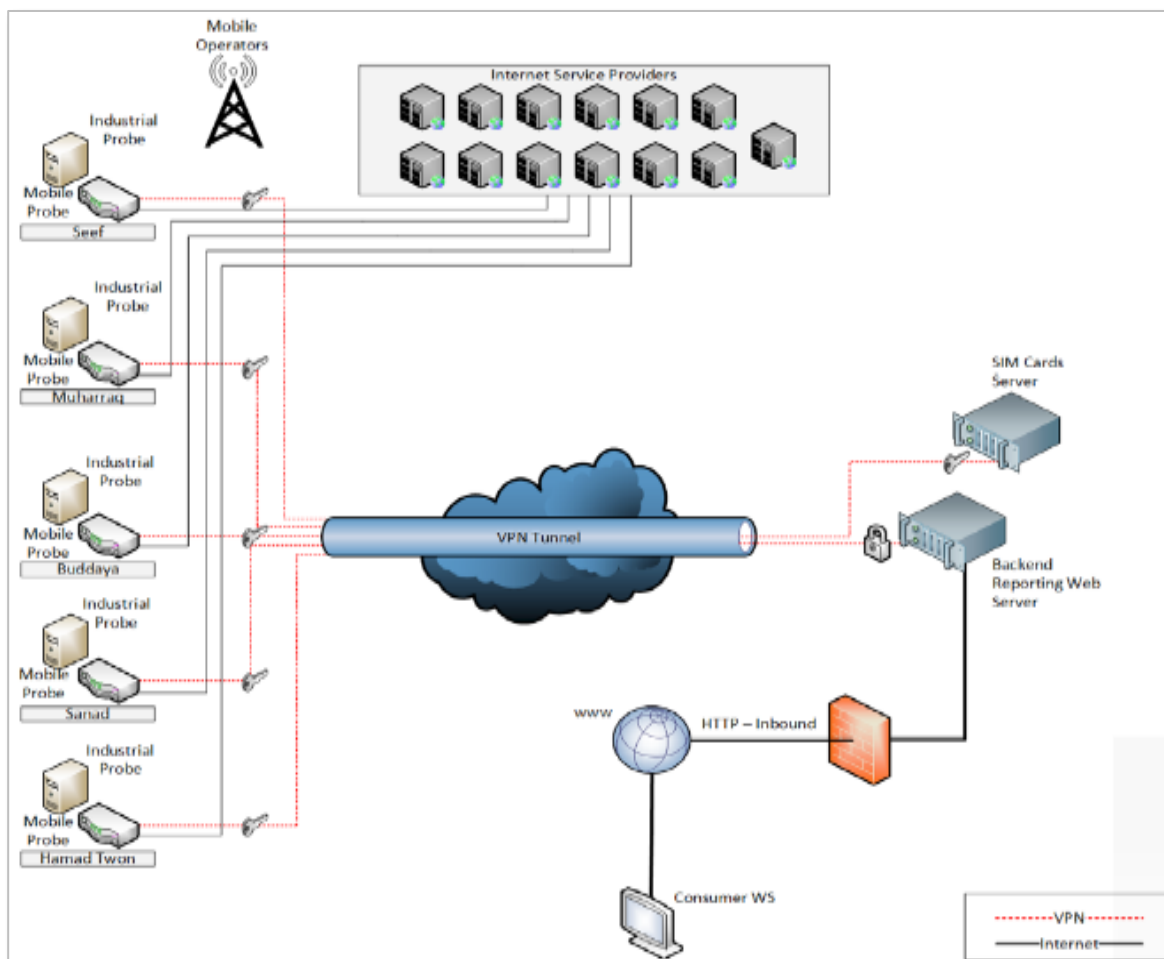 Mobile
Operators
Internet Service Providers
Industrial
Probe
Mobile
Probe
Seef
Industrial
Probe
Mobile
Probe
Muharraq
Industrial
Probe
Mobile
Probe
Buddaya
Industrial
Probe
Mobile
Probe
Sanad
Industrial
Probe
Mobile
Probe
Hamad Twon
VPN Tunnel
SIM Cards
Server
Backend
Reporting Web
Server
www
HTTP – Inbound
Consumer WS
VPN
Internet